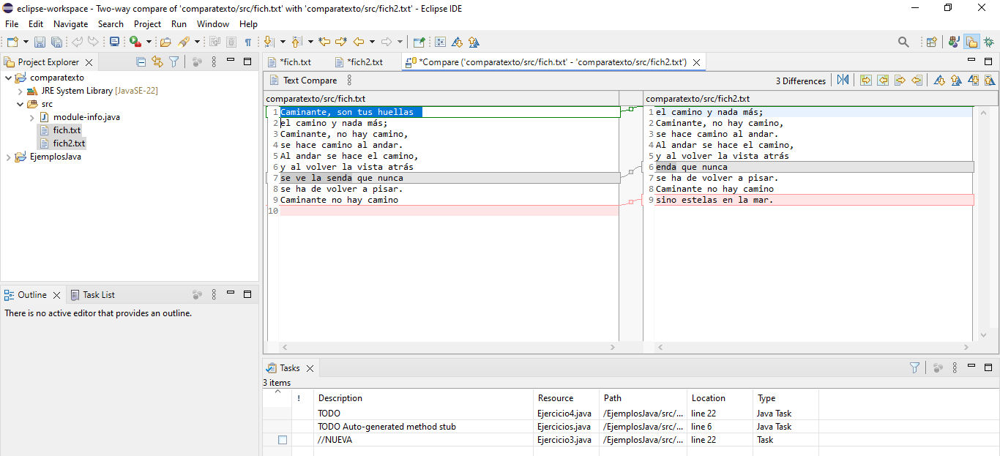 eclipse-workspace - Two-way compare of 'comparatexto/src/fich.txt' with 'comparatexto/src/fich2.txt' - Eclipse IDE
File Edit Navigate Search Project Run Window Help
Project Explorer
comparatexto
JRE System Library [JavaSE-22]
src
module-info.java
fich.txt
fich2.txt
EjemplosJava
Outline
Task List
There is no active editor that provides an outline.
*fich.txt
*fich2.txt
*Compare ('comparatexto/src/fich.txt' - 'comparatexto/src/fich2.txt')
Text Compare
3 Differences
comparatexto/src/fich.txt
1 Caminante, son tus huellas
2 el camino y nada más;
3 Caminante, no hay camino,
4 se hace camino al andar.
5 Al andar se hace el camino,
6 y al volver la vista atrás
7 se ve la senda que nunca
8 se ha de volver a pisar.
9 Caminante no hay camino
10
comparatexto/src/fich2.txt
1 el camino y nada más;
2 Caminante, no hay camino,
3 se hace camino al andar.
4 Al andar se hace el camino,
5 y al volver la vista atrás
6 enda que nunca
7 se ha de volver a pisar.
8 Caminante no hay camino
9 sino estelas en la mar.
Tasks
3 items
! Description Resource Path Location Type
TODO Ejercicio4.java /EjemplosJava/src/... line 22 Java Task
TODO Auto-generated method stub Ejercicios.java /EjemplosJava/src/... line 6 Java Task
//NUEVA Ejercicio3.java /EjemplosJava/src/... line 22 Task